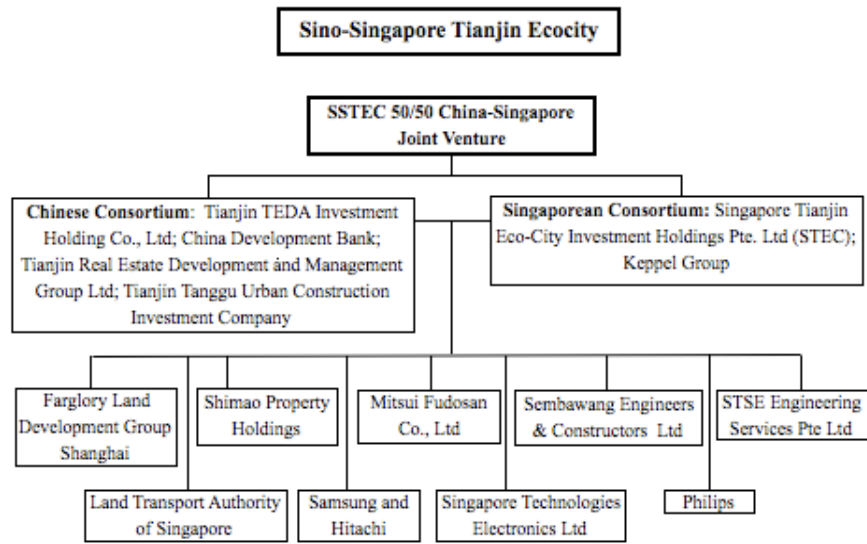 Sino-Singapore Tianjin Ecocity
SSTEC 50/50 China-Singapore
Joint Venture
Chinese Consortium: Tianjin TEDA Investment
Holding Co., Ltd; China Development Bank;
Tianjin Real Estate Development and Management
Group Ltd; Tianjin Tanggu Urban Construction
Investment Company
Singaporean Consortium: Singapore Tianjin
Eco-City Investment Holdings Pte. Ltd (STEC);
Keppel Group
Farglory Land
Development Group
Shanghai
Shimao Property
Holdings
Mitsui Fudosan
Co., Ltd
Sembawang Engineers
& Constructors Ltd
STSE Engineering
Services Pte Ltd
Land Transport Authority
of Singapore
Samsung and
Hitachi
Singapore Technologies
Electronics Ltd
Philips